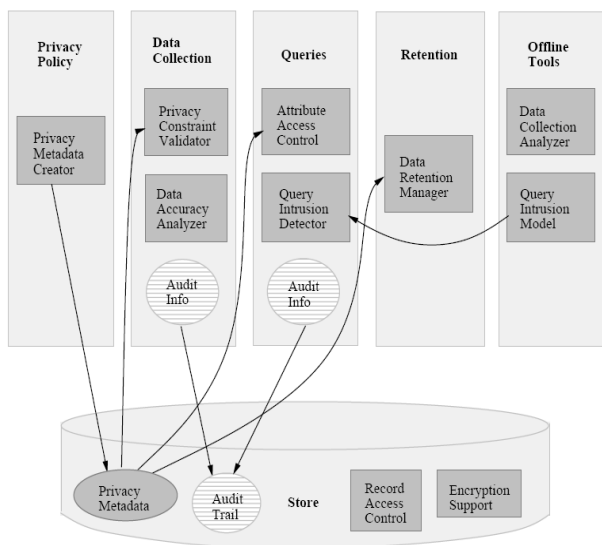 Privacy
Policy
Data
Collection
Queries
Retention
Offline
Tools
Privacy
Metadata
Creator
Privacy
Constraint
Validator
Attribute
Access
Control
Data
Retention
Manager
Data
Collection
Analyzer
Data
Accuracy
Analyzer
Query
Intrusion
Detector
Query
Intrusion
Model
Audit
Info
Audit
Info
Privacy
Metadata
Audit
Trail
Store
Record
Access
Control
Encryption
Support